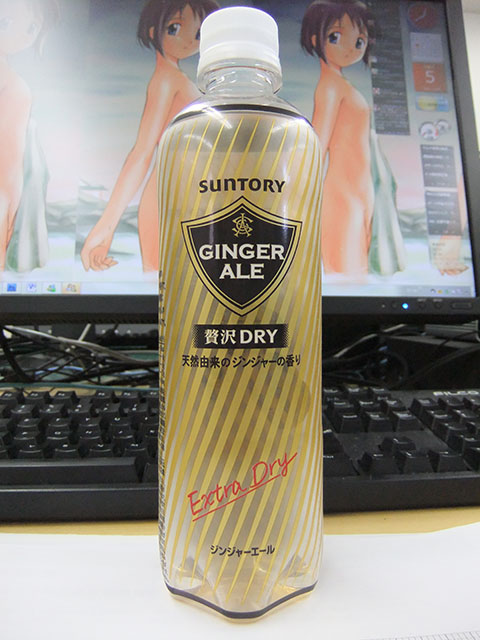 SUNTORY
GINGER
ALE
贅沢DRY
天然由来のジンジャーの香り
Extra Dry
ジンジャーエール
5